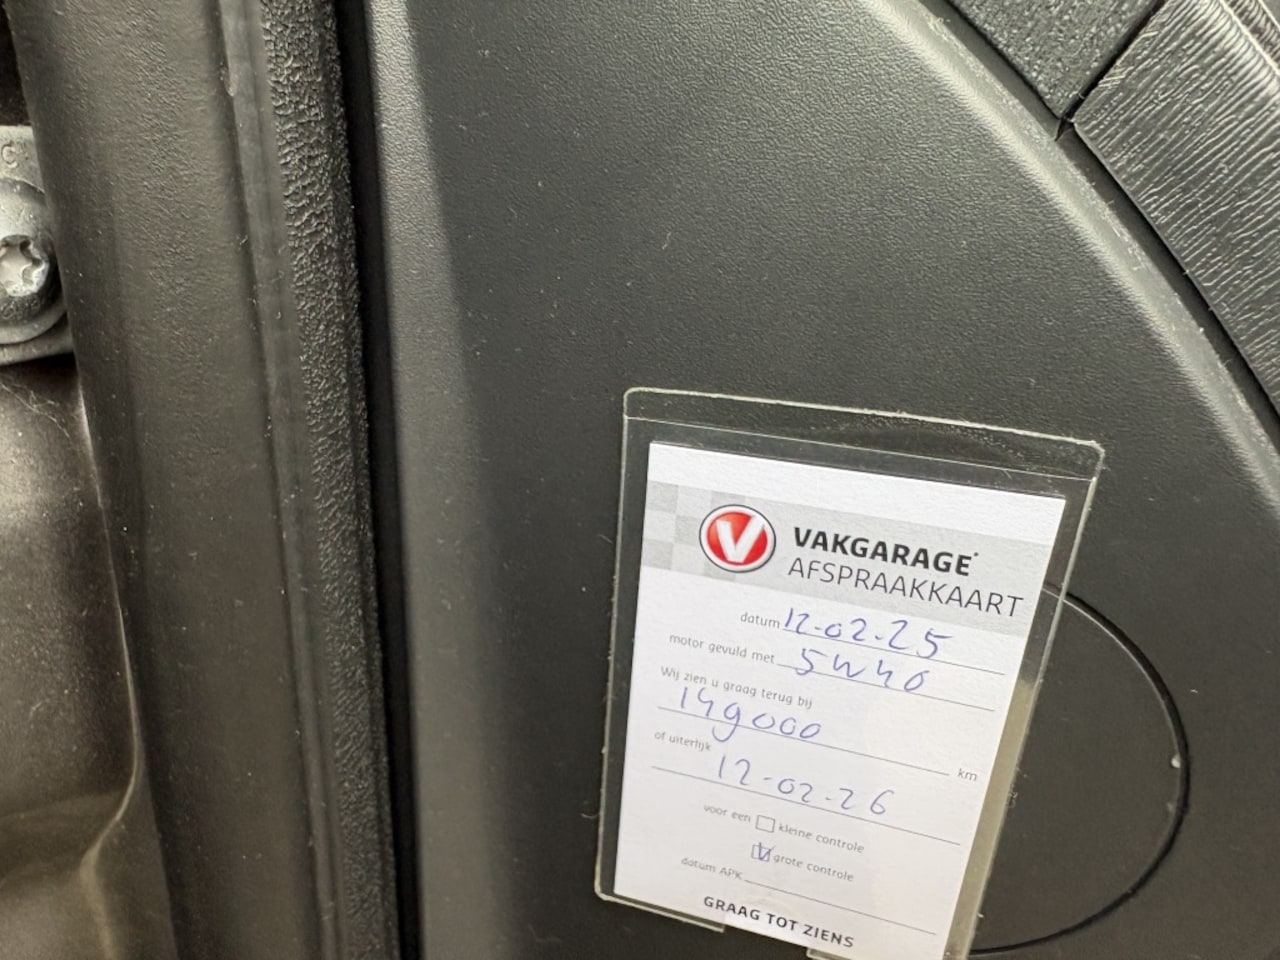 VAKGARAGE
AFSPRAAKKAART
datum 12-02-25
motor gevuld met 5W40
Wij zien u graag terug bij
149000 km
of uiterlijk
12-02-26
voor een kleine controle
grote controle
datum APK
GRAAG TOT ZIENS